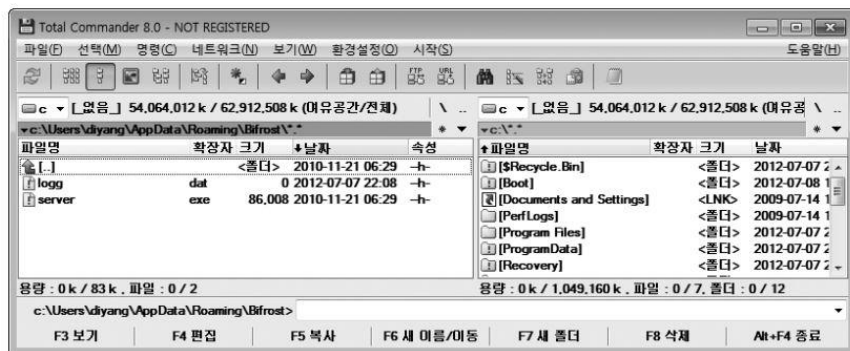 Total Commander 8.0 - NOT REGISTERED
파일(F) 선택(M) 명령(C) 네트워크(N) 보기(W) 환경설정(O) 시작(S) 도움말(H)
FTP URL
c [_없음_] 54,064,012 k / 62,912,508 k (여유공간/전체) \ ..
c:\Users\diyang\AppData\Roaming\Bifrost\*.* * ▼
파일명 확장자 크기 날짜 속성
[..] <폴더> 2010-11-21 06:29 -h-
logg dat 0 2012-07-07 22:08 -h-
server exe 86,008 2010-11-21 06:29 -h-
용량 : 0 k / 83 k , 파일 : 0 / 2
c [_없음_] 54,064,012 k / 62,912,508 k (여유공 \ ..
c:\*.* * ▼
파일명 확장자 크기 날짜
[$Recycle.Bin] <폴더> 2012-07-07 2
[Boot] <폴더> 2012-07-08 1
[Documents and Settings] <LNK> 2009-07-14 1
[PerfLogs] <폴더> 2009-07-14 1
[Program Files] <폴더> 2012-07-07 2
[ProgramData] <폴더> 2012-07-07 2
[Recovery] <폴더> 2012-07-07 2
용량 : 0 k / 1,049,160 k , 파일 : 0 / 7, 폴더 : 0 / 12
c:\Users\diyang\AppData\Roaming\Bifrost>
F3 보기 F4 편집 F5 복사 F6 새 이름/이동 F7 새 폴더 F8 삭제 Alt+F4 종료